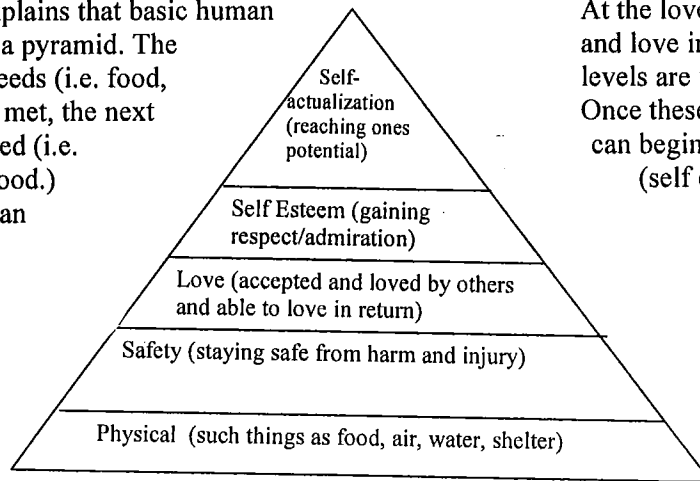 plains that basic human
a pyramid. The
eeds (i.e. food,
met, the next
ed (i.e.
ood.)
an
At the love
and love in
levels are
Once these
can begin
(self
Self-
actualization
(reaching ones
potential)
Self Esteem (gaining
respect/admiration)
Love (accepted and loved by others
and able to love in return)
Safety (staying safe from harm and injury)
Physical (such things as food, air, water, shelter)